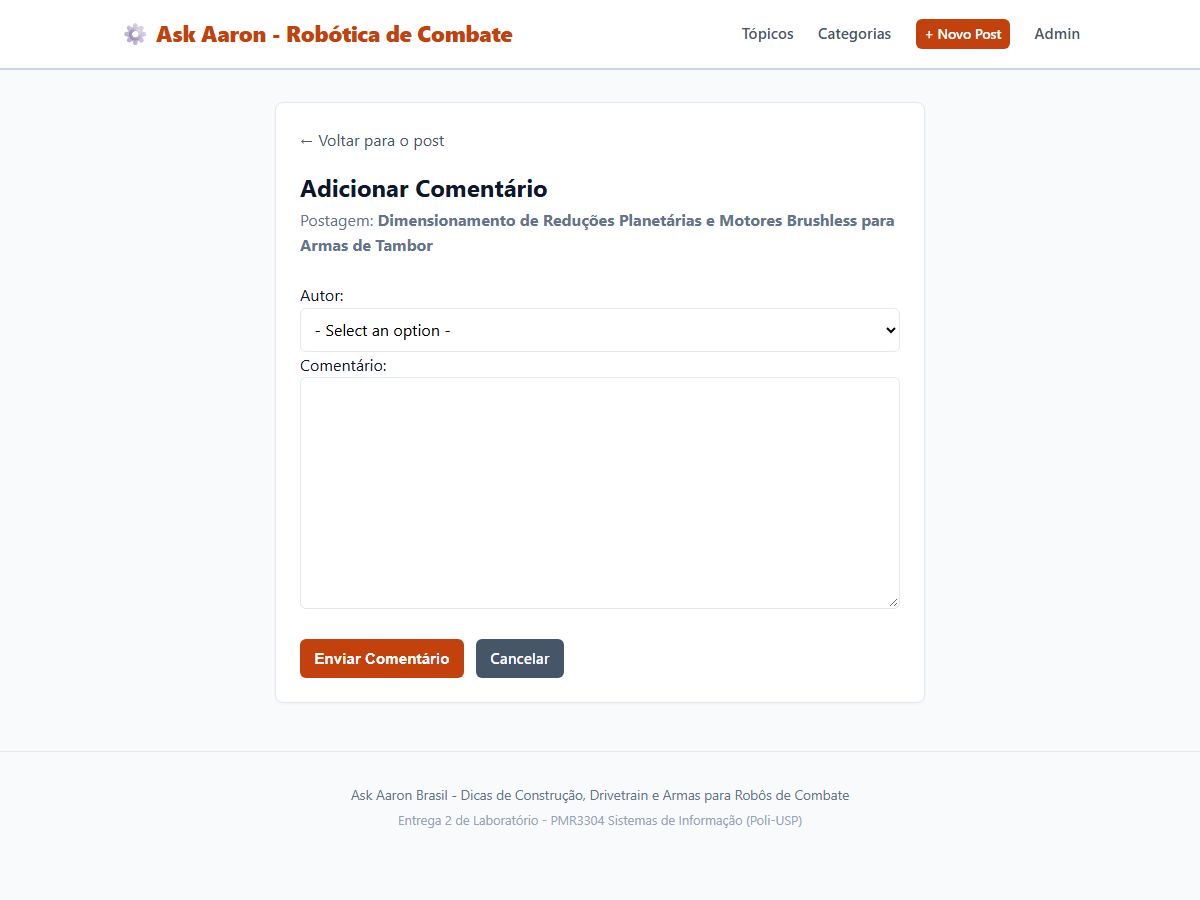 Ask Aaron - Robótica de Combate
Tópicos
Categorias
+ Novo Post
Admin
← Voltar para o post
Adicionar Comentário
Postagem: Dimensionamento de Reduções Planetárias e Motores Brushless para
Armas de Tambor
Autor:
- Select an option -
Comentário:
Enviar Comentário
Cancelar
Ask Aaron Brasil - Dicas de Construção, Drivetrain e Armas para Robôs de Combate
Entrega 2 de Laboratório - PMR3304 Sistemas de Informação (Poli-USP)